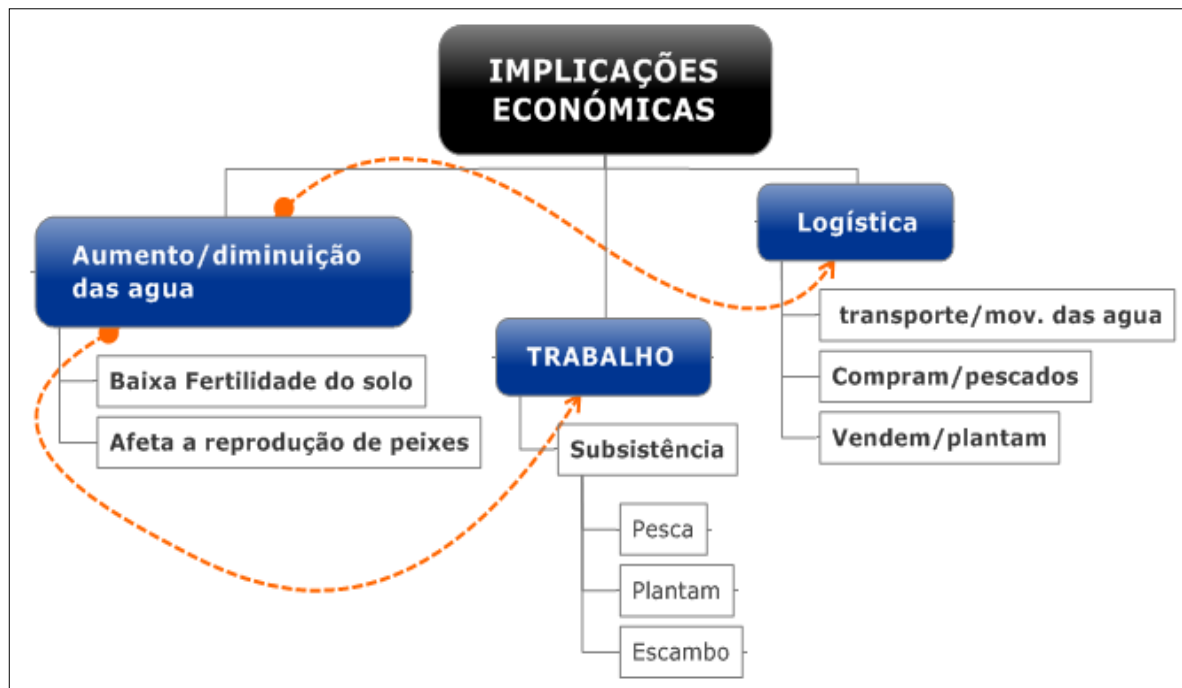 IMPLICAÇÕES
ECONÓMICAS
Aumento/diminuição
das agua
Baixa Fertilidade do solo
Afeta a reprodução de peixes
TRABALHO
Subsistência
Pesca
Plantam
Escambo
Logística
transporte/mov. das agua
Compram/pescados
Vendem/plantam